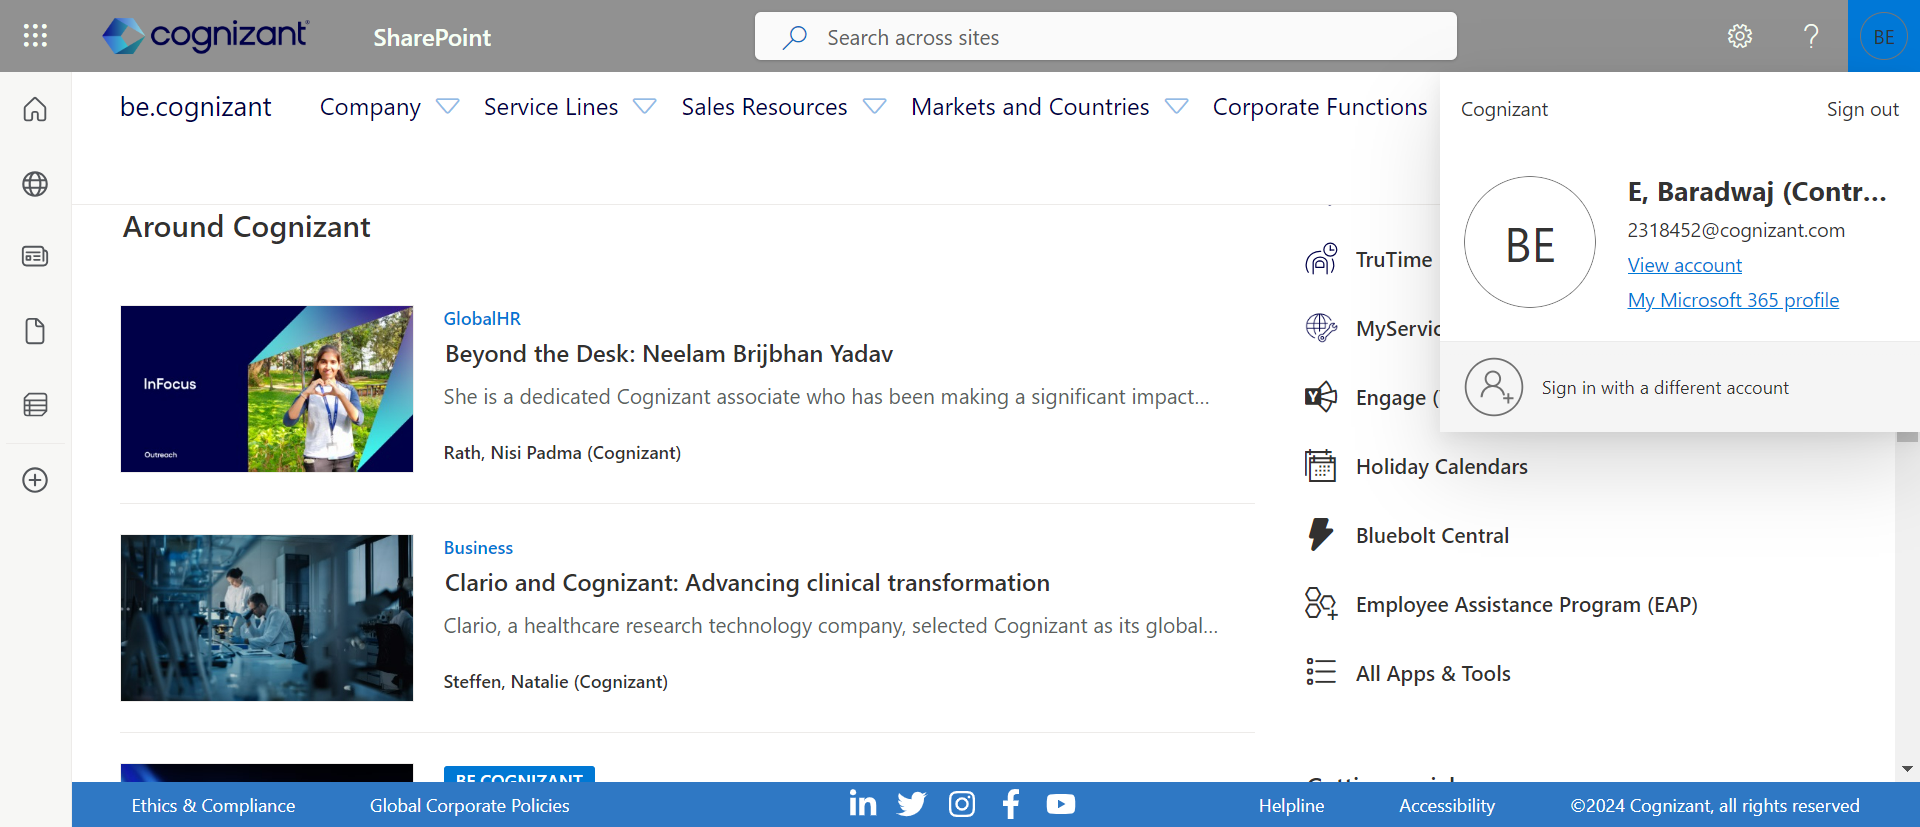 cognizant
SharePoint
Search across sites
?
BE
be.cognizant
Company
Service Lines
Sales Resources
Markets and Countries
Corporate Functions
Cognizant
Sign out
BE
E, Baradwaj (Contr...
2318452@cognizant.com
View account
My Microsoft 365 profile
Sign in with a different account
Around Cognizant
InFocus
Outreach
GlobalHR
Beyond the Desk: Neelam Brijbhan Yadav
She is a dedicated Cognizant associate who has been making a significant impact...
Rath, Nisi Padma (Cognizant)
Business
Clario and Cognizant: Advancing clinical transformation
Clario, a healthcare research technology company, selected Cognizant as its global...
Steffen, Natalie (Cognizant)
BE COGNIZANT
TruTime
MyServic
Engage (
Holiday Calendars
Bluebolt Central
Employee Assistance Program (EAP)
All Apps & Tools
Ethics & Compliance
Global Corporate Policies
Helpline
Accessibility
©2024 Cognizant, all rights reserved